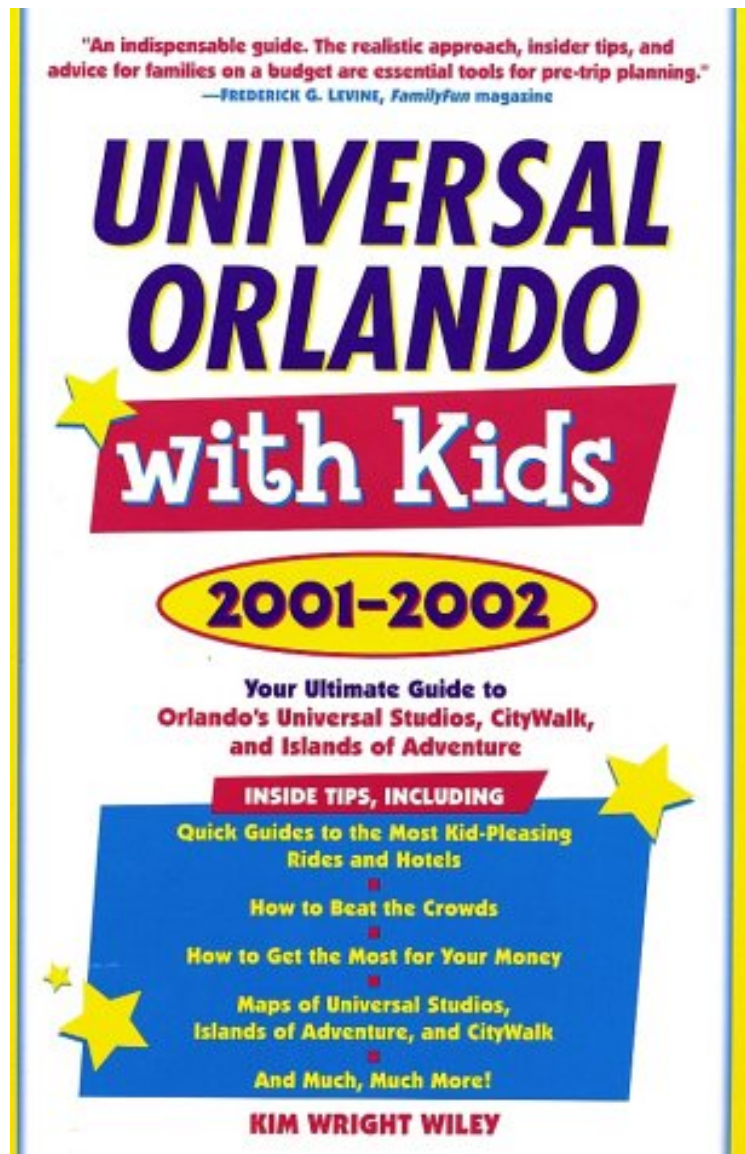 "An indispensable guide. The realistic approach, insider tips, and
advice for families on a budget are essential tools for pre-trip planning."
—FREDERICK G. LEVINE, FamilyFun magazine
UNIVERSAL
ORLANDO
with Kids
2001–2002
Your Ultimate Guide to
Orlando's Universal Studios, CityWalk,
and Islands of Adventure
INSIDE TIPS, INCLUDING
Quick Guides to the Most Kid-Pleasing
Rides and Hotels
How to Beat the Crowds
How to Get the Most for Your Money
Maps of Universal Studios,
Islands of Adventure, and CityWalk
And Much, Much More!
KIM WRIGHT WILEY